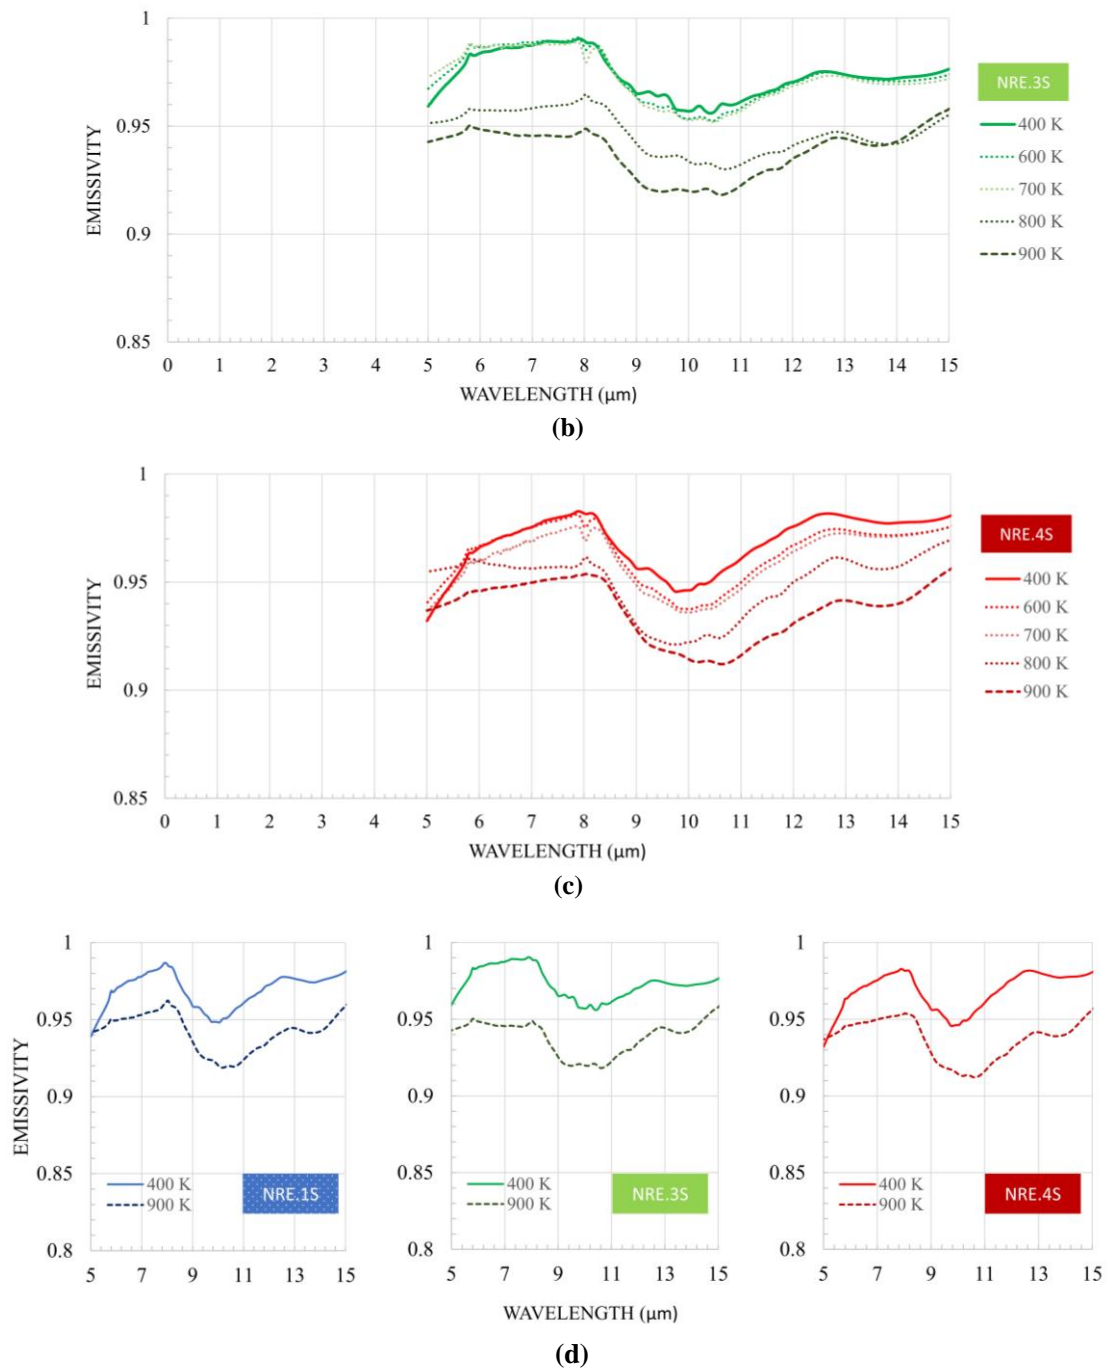 1
0.95
0.9
0.85
EMISSIVITY
0 1 2 3 4 5 6 7 8 9 10 11 12 13 14 15
WAVELENGTH (µm)
NRE.3S
400 K
600 K
700 K
800 K
900 K
(b)
1
0.95
0.9
0.85
EMISSIVITY
0 1 2 3 4 5 6 7 8 9 10 11 12 13 14 15
WAVELENGTH (µm)
NRE.4S
400 K
600 K
700 K
800 K
900 K
(c)
EMISSIVITY
1
0.95
0.9
0.85
0.8
400 K
900 K
NRE.1S
5 7 9 11 13 15
1
0.95
0.9
0.85
0.8
400 K
900 K
NRE.3S
5 7 9 11 13 15
1
0.95
0.9
0.85
0.8
400 K
900 K
NRE.4S
5 7 9 11 13 15
WAVELENGTH (µm)
(d)